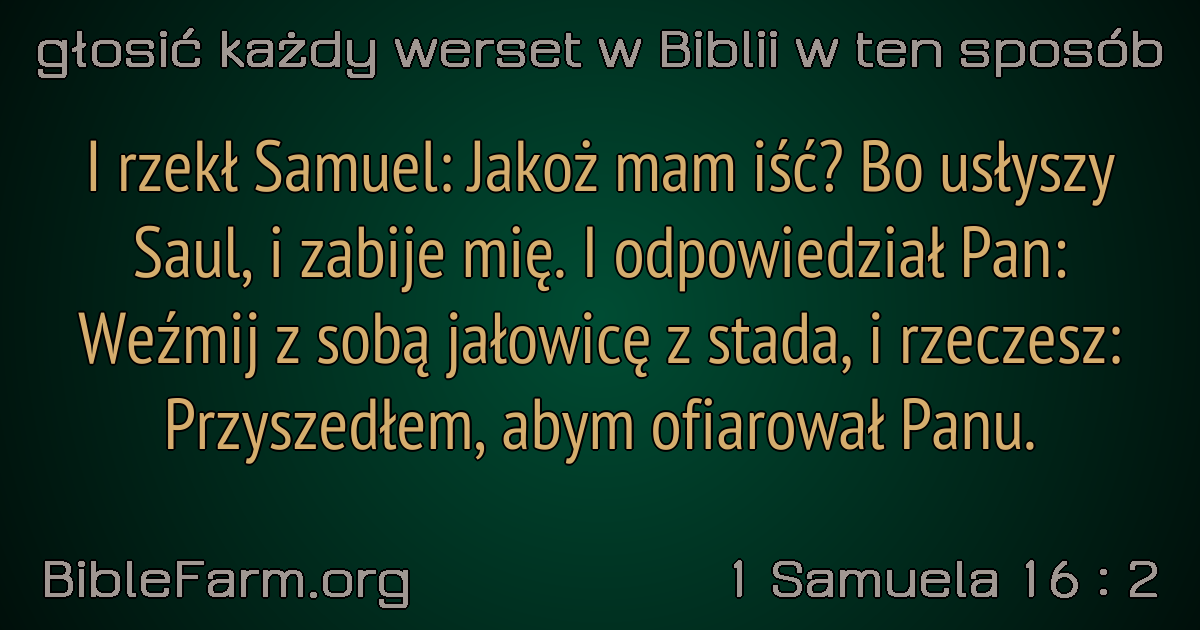 głosić każdy werset w Biblii w ten sposób
I rzekł Samuel: Jakoż mam iść? Bo usłyszy
Saul, i zabije mię. I odpowiedział Pan:
Weźmij z sobą jałowicę z stada, i rzeczesz:
Przyszedłem, abym ofiarował Panu.
BibleFarm.org
1 Samuela 16 : 2